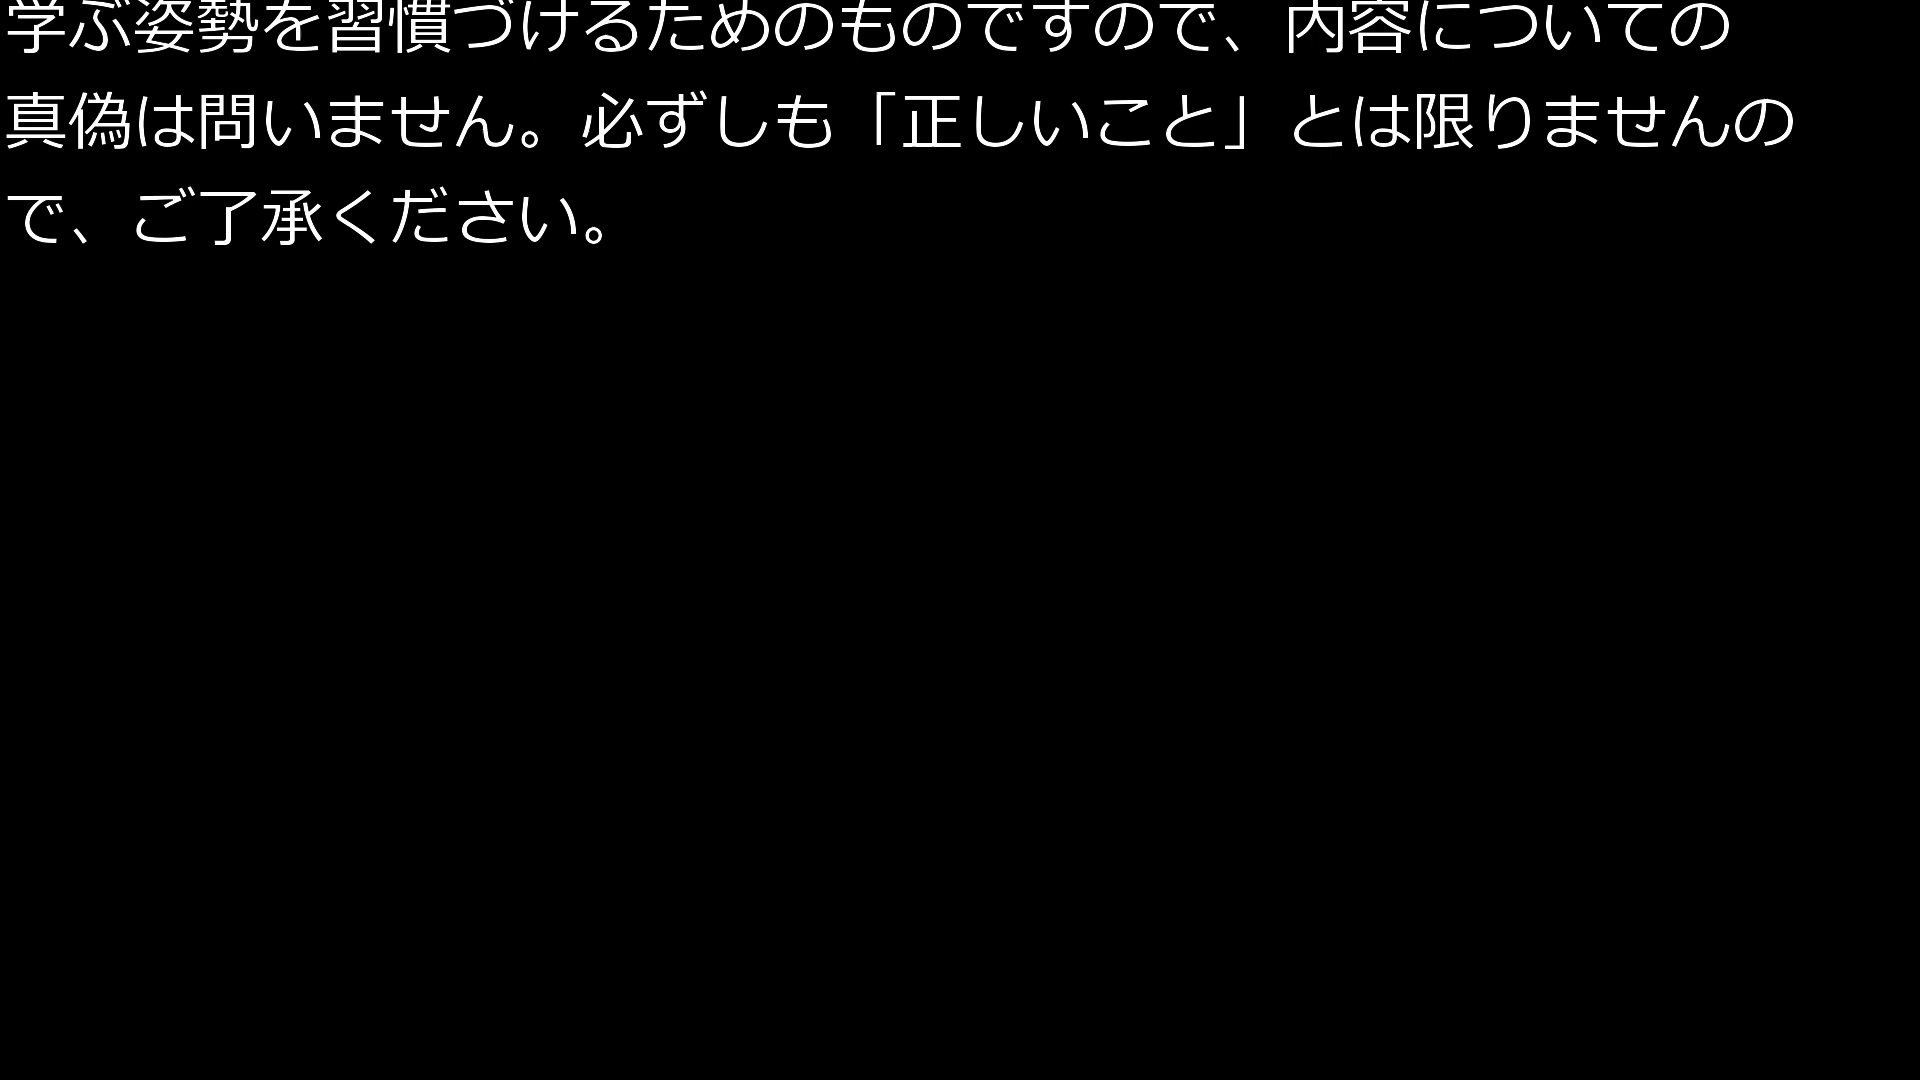 学ぶ姿勢を習慣づけるためのものですので、内容についての
真偽は問いません。必ずしも「正しいこと」とは限りませんの
で、ご了承ください。